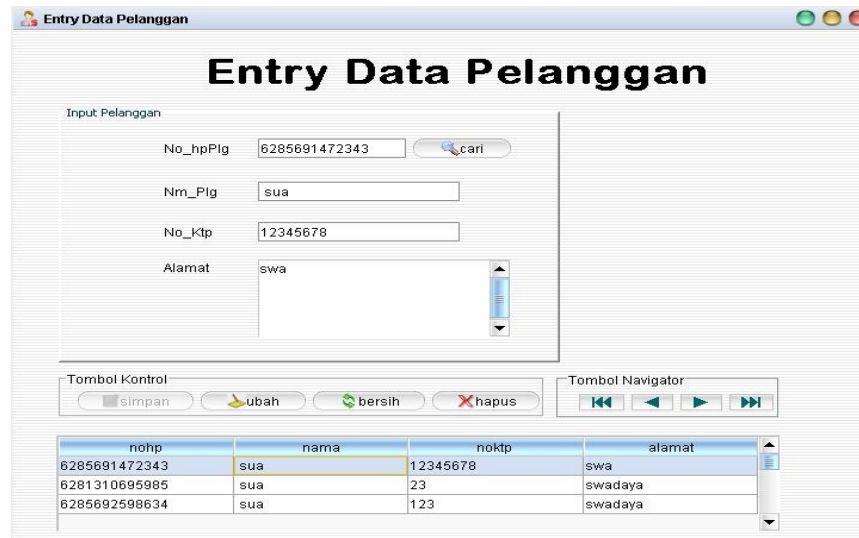 Entry Data Pelanggan
Entry Data Pelanggan
Input Pelanggan
No_hpPlg 6285691472343 cari
Nm_Plg sua
No_Ktp 12345678
Alamat swa
Tombol Kontrol Tombol Navigator
simpan ubah bersih hapus
nohp nama noktp alamat
6285691472343 sua 12345678 swa
6281310695985 sua 23 swadaya
6285692598634 sua 123 swadaya